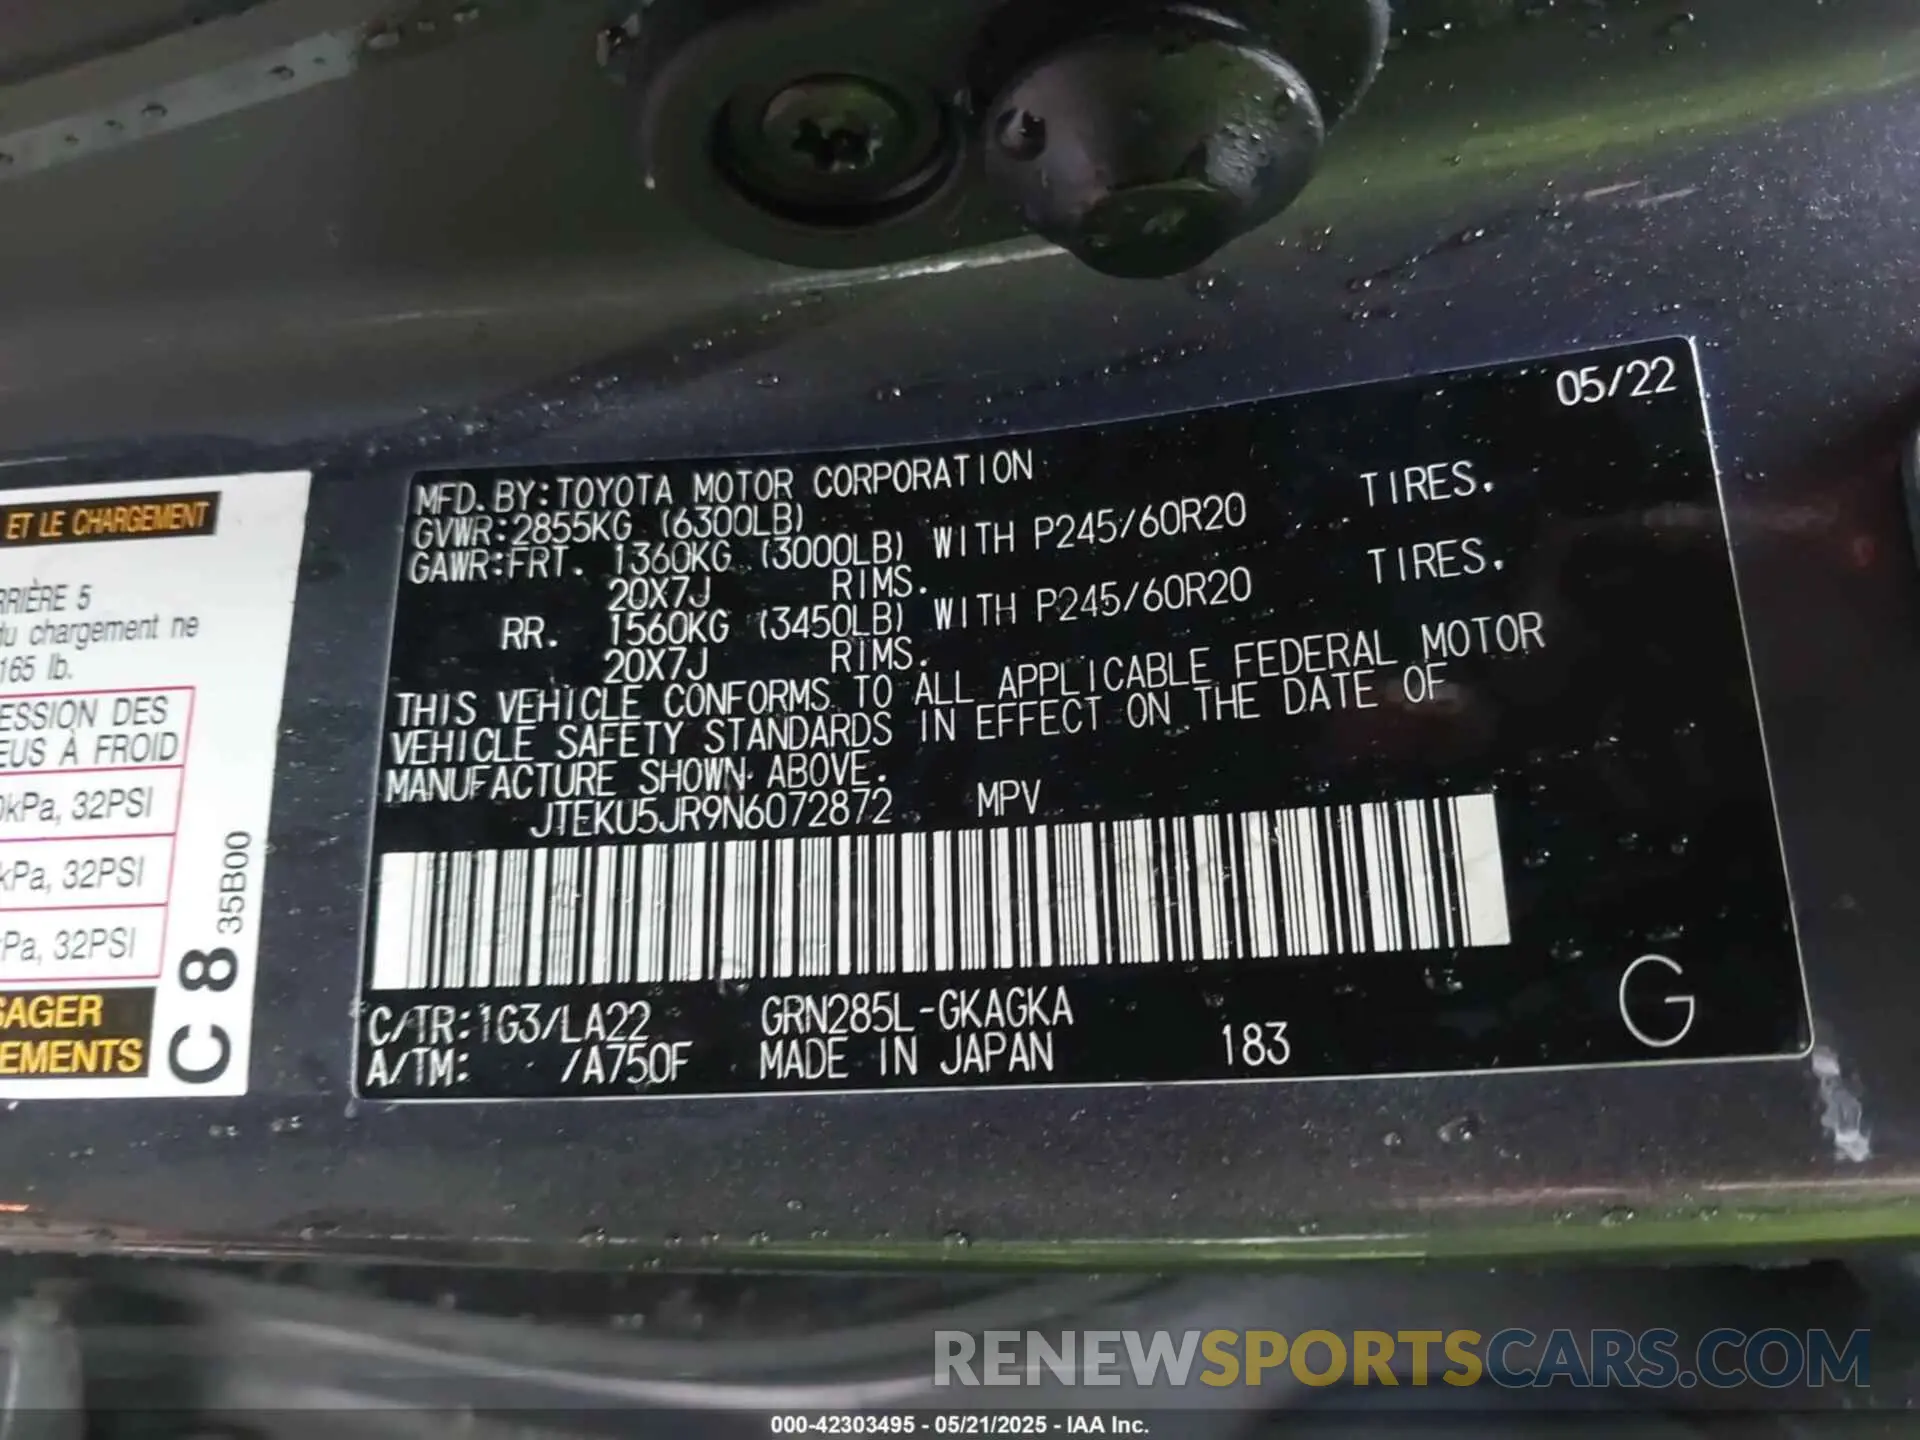 05/22
MFD. BY: TOYOTA MOTOR CORPORATION
GVWR: 2855KG (6300LB)
GAWR: FRT. 1360KG (3000LB) WITH P245/60R20 TIRES.
20X7J RIMS.
RR. 1560KG (3450LB) WITH P245/60R20 TIRES.
20X7J RIMS.
THIS VEHICLE CONFORMS TO ALL APPLICABLE FEDERAL MOTOR
VEHICLE SAFETY STANDARDS IN EFFECT ON THE DATE OF
MANUFACTURE SHOWN ABOVE.
JTEKU5JR9N6072872 MPV
C/TR: 1G3/LA22 GRN285L-GKAGKA
A/TM: /A750F MADE IN JAPAN 183
G
ET LE CHARGEMENT
RRIÈRE 5
du chargement ne
165 lb.
ESSION DES
EUS À FROID
0kPa, 32PSI
kPa, 32PSI
kPa, 32PSI
SAGER
EMENTS
C8 35B00
RENEWSPORTSCARS.COM
000-42303495 - 05/21/2025 - IAA Inc.